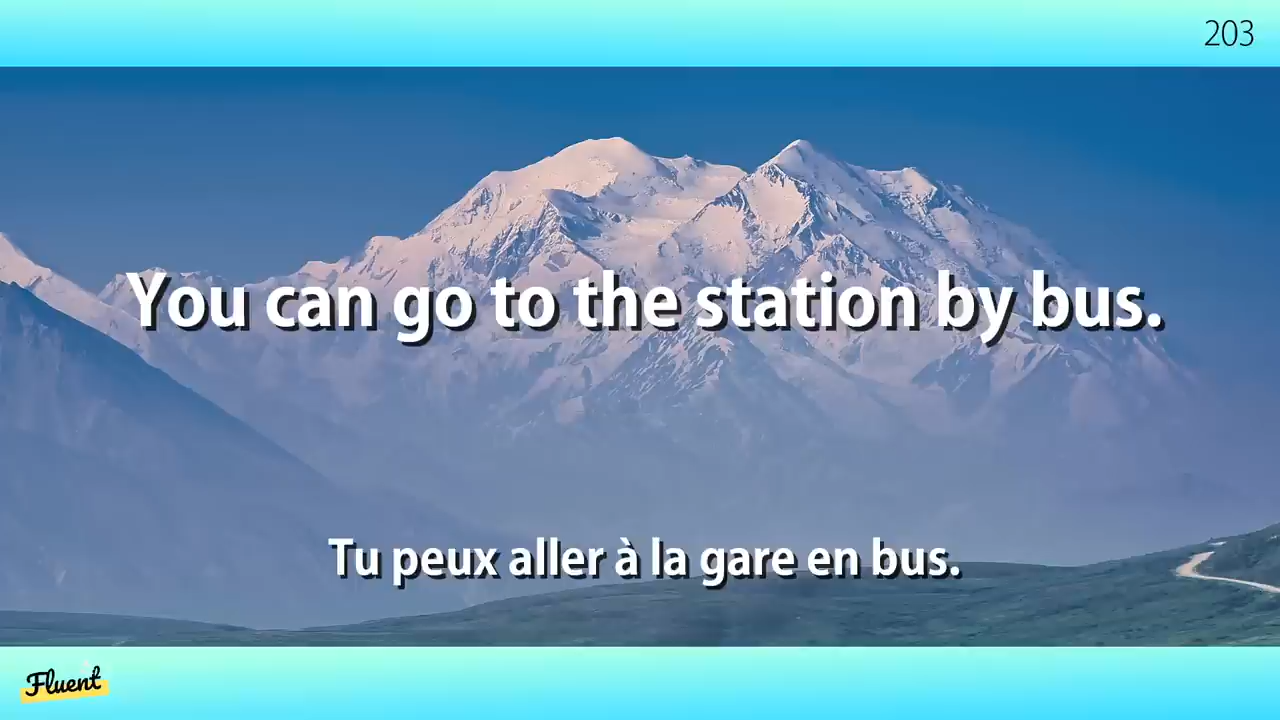 203
You can go to the station by bus.
Tu peux aller à la gare en bus.
Fluent